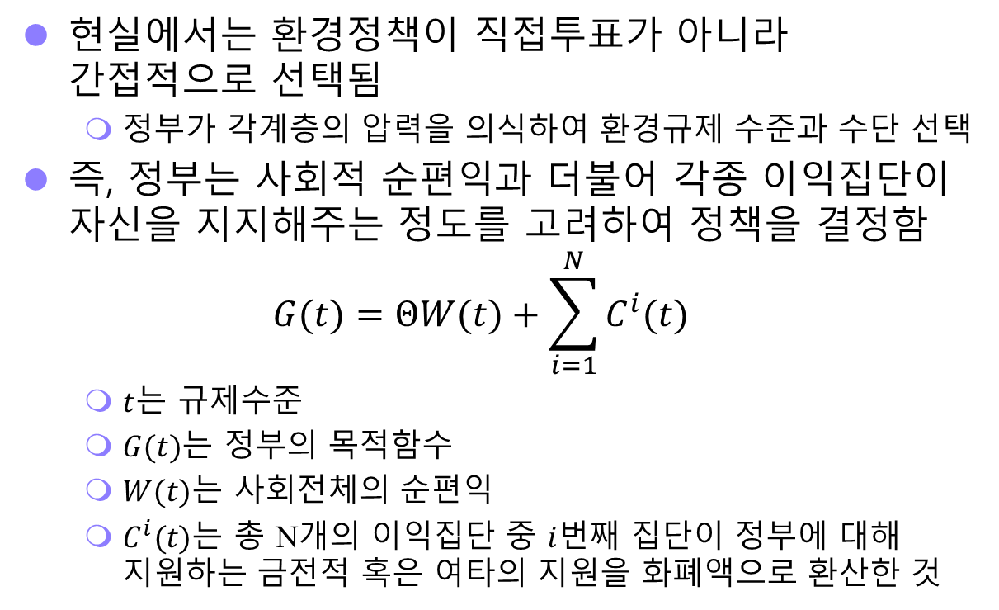 현실에서는 환경정책이 직접투표가 아니라
간접적으로 선택됨
정부가 각계층의 압력을 의식하여 환경규제 수준과 수단 선택
즉, 정부는 사회적 순편익과 더불어 각종 이익집단이
자신을 지지해주는 정도를 고려하여 정책을 결정함
G(t) = ΘW(t) + ∑_{i=1}^{N} C^i(t)
t는 규제수준
G(t)는 정부의 목적함수
W(t)는 사회전체의 순편익
C^i(t)는 총 N개의 이익집단 중 i번째 집단이 정부에 대해
지원하는 금전적 혹은 여타의 지원을 화폐액으로 환산한 것